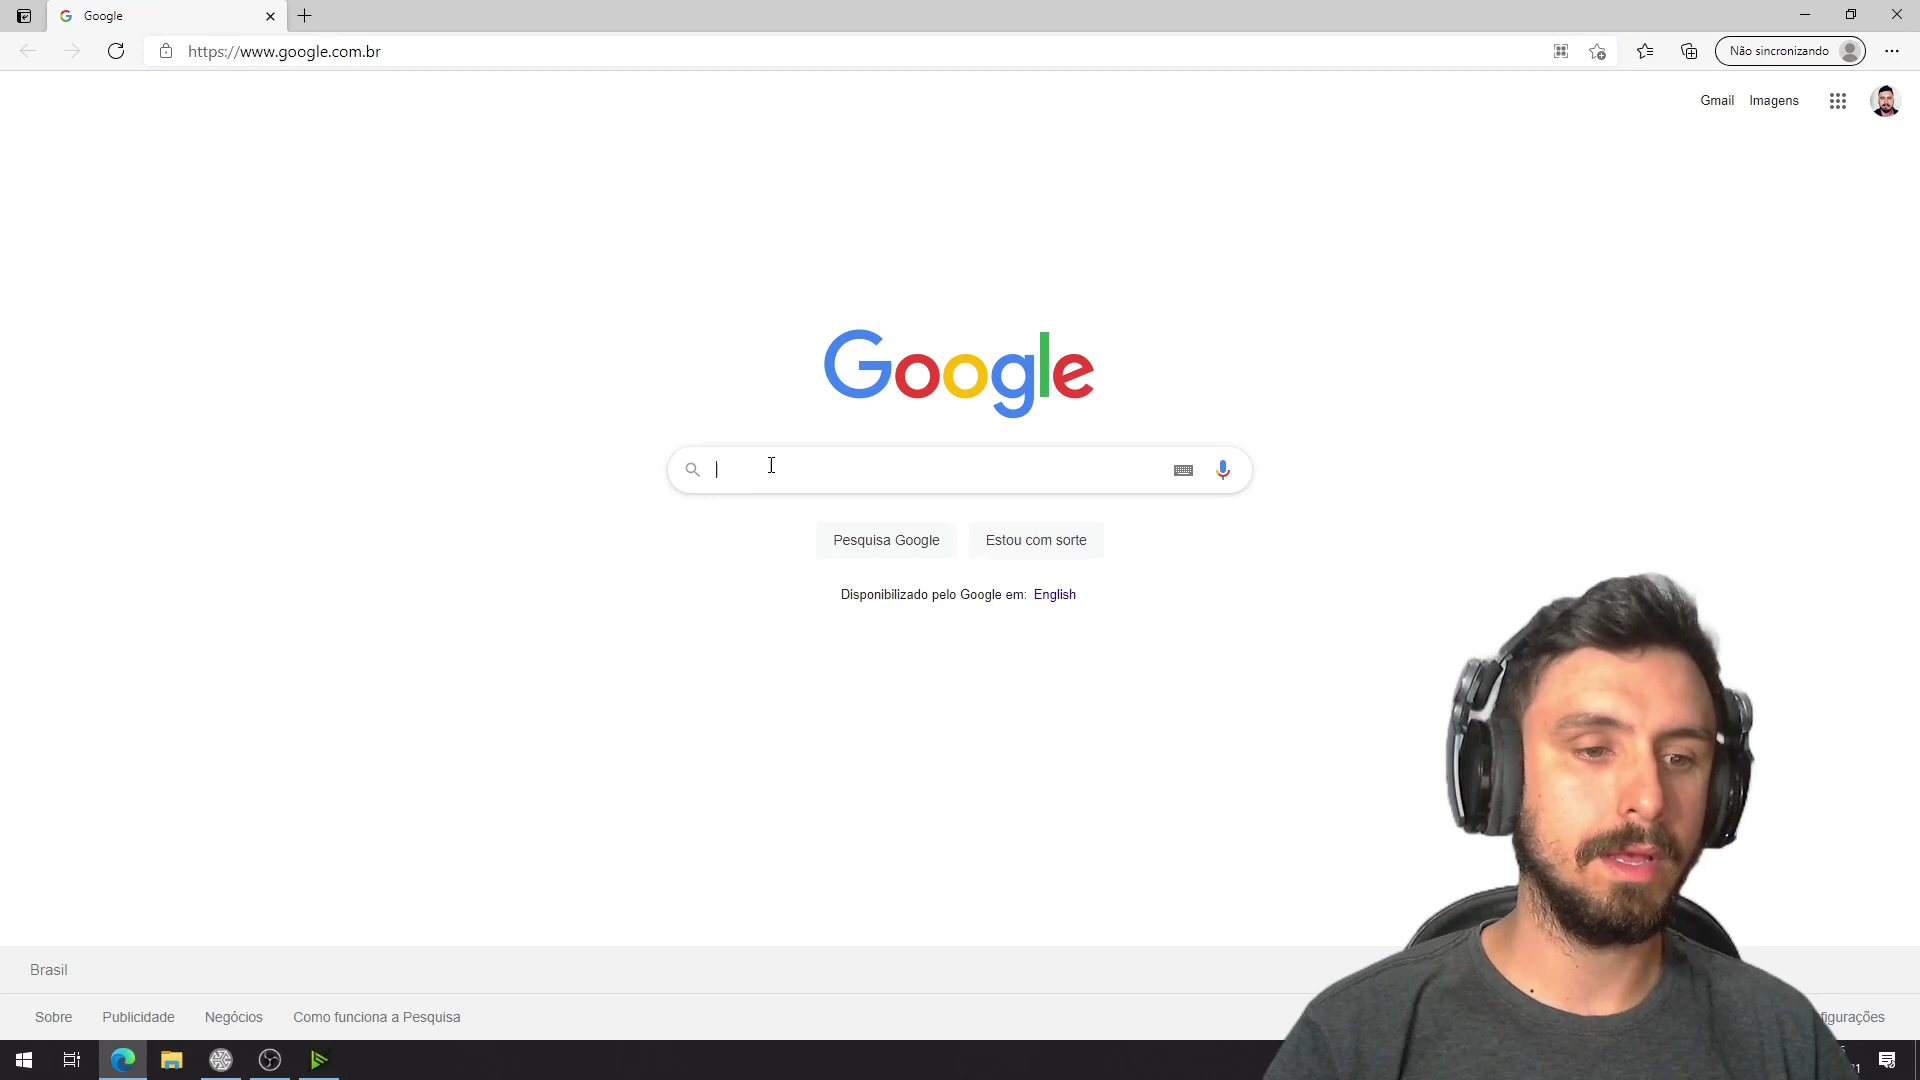 Google
https://www.google.com.br
Não sincronizando
Gmail Imagens
Google
Pesquisa Google Estou com sorte
Disponibilizado pelo Google em: English
Brasil
Sobre Publicidade Negócios Como funciona a Pesquisa